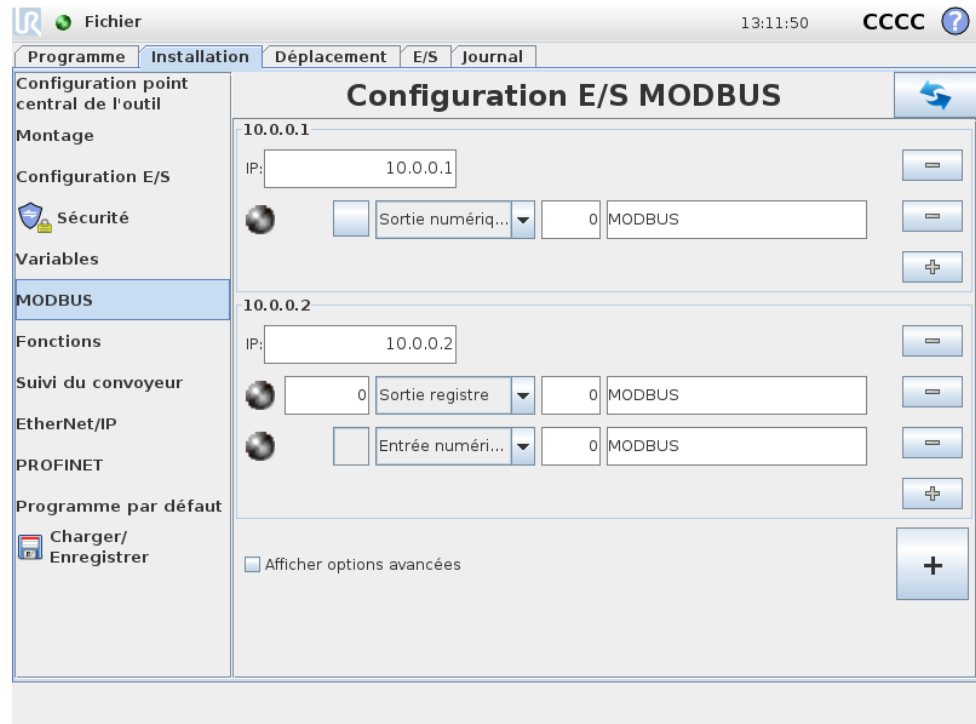 UR Fichier 13:11:50 CCCC ?
Programme Installation Déplacement E/S Journal
Configuration point
central de l'outil
Montage
Configuration E/S
Sécurité
Variables
MODBUS
Fonctions
Suivi du convoyeur
EtherNet/IP
PROFINET
Programme par défaut
Charger/
Enregistrer
Configuration E/S MODBUS
10.0.0.1
IP: 10.0.0.1
Sortie numériq... 0 MODBUS
10.0.0.2
IP: 10.0.0.2
0 Sortie registre 0 MODBUS
Entrée numéri... 0 MODBUS
Afficher options avancées